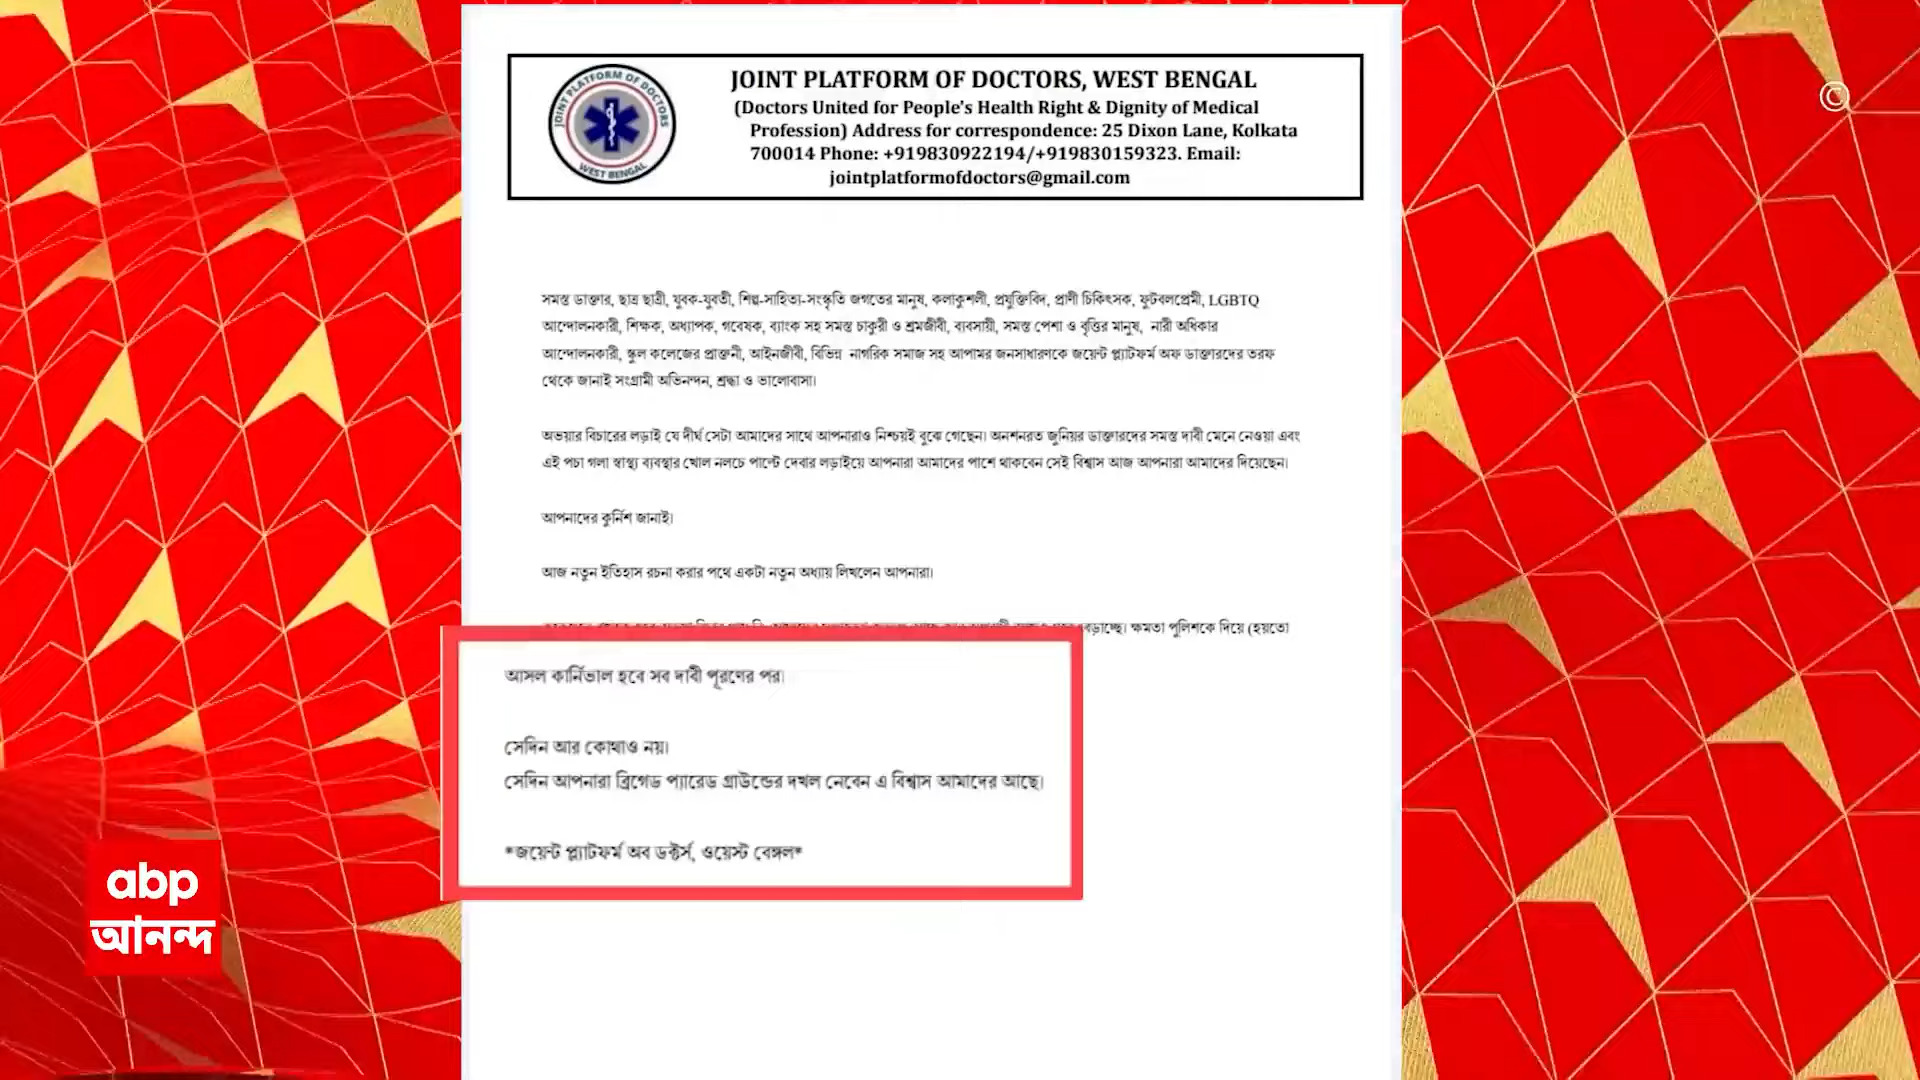 JOINT PLATFORM OF DOCTORS
WEST BENGAL
JOINT PLATFORM OF DOCTORS, WEST BENGAL
(Doctors United for People's Health Right & Dignity of Medical
Profession) Address for correspondence: 25 Dixon Lane, Kolkata
700014 Phone: +919830922194/+919830159323. Email:
jointplatformofdoctors@gmail.com
©
সমস্ত ডাক্তার, ছাত্র ছাত্রী, যুবক-যুবতী, শিল্প-সাহিত্য-সংস্কৃতি জগতের মানুষ, কলাকুশলী, প্রযুক্তিবিদ, প্রাণী চিকিৎসক, ফুটবলপ্রেমী, LGBTQ
আন্দোলনকারী, শিক্ষক, অধ্যাপক, গবেষক, ব্যাংক সহ সমস্ত চাকুরী ও শ্রমজীবী, ব্যবসায়ী, সমস্ত পেশা ও বৃত্তির মানুষ, নারী অধিকার
আন্দোলনকারী, স্কুল কলেজের প্রাক্তনী, আইনজীবী, বিভিন্ন নাগরিক সমাজ সহ আপামর জনসাধারণকে জয়েন্ট প্ল্যাটফর্ম অফ ডাক্তারদের তরফ
থেকে জানাই সংগ্রামী অভিনন্দন, শ্রদ্ধা ও ভালোবাসা।
অভয়ার বিচারের লড়াই যে দীর্ঘ সেটা আমাদের সাথে আপনারাও নিশ্চয়ই বুঝে গেছেন। অনশনরত জুনিয়র ডাক্তারদের সমস্ত দাবী মেনে নেওয়া এবং
এই পচা গলা স্বাস্থ্য ব্যবস্থার খোল নলচে পাল্টে দেবার লড়াইয়ে আপনারা আমাদের পাশে থাকবেন সেই বিশ্বাস আজ আপনারা আমাদের দিয়েছেন।
আপনাদের কুর্নিশ জানাই।
আজ নতুন ইতিহাস রচনা করার পথে একটা নতুন অধ্যায় লিখলেন আপনারা।
ক্ষমতা পুলিশকে দিয়ে (হয়তো
আসল কার্নিভাল হবে সব দাবী পূরণের পর।
সেদিন আর কোথাও নয়।
সেদিন আপনারা ব্রিগেড প্যারেড গ্রাউন্ডের দখল নেবেন এ বিশ্বাস আমাদের আছে।
*জয়েন্ট প্ল্যাটফর্ম অব ডক্টর্স, ওয়েস্ট বেঙ্গল*
abp
আনন্দ